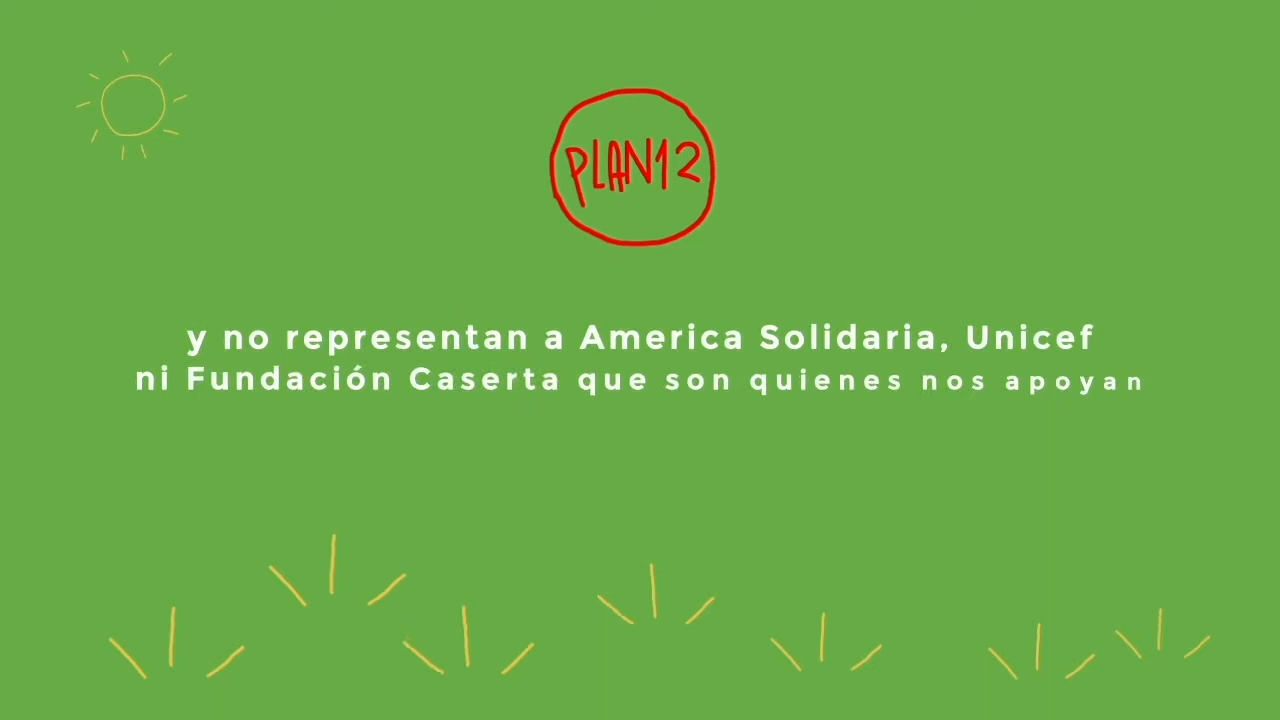 PLAN12
y no representan a America Solidaria, Unicef
ni Fundación Caserta que son quienes nos apoyan